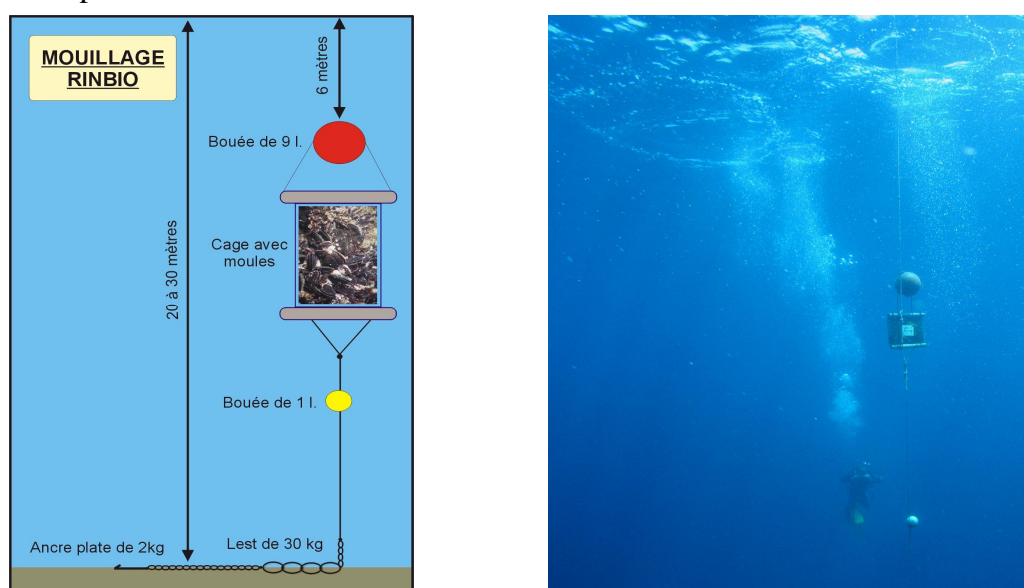 MOUILLAGE
RINBIO
6 mètres
Bouée de 9 l.
20 à 30 mètres
Cage avec
moules
Bouée de 1 l.
Ancre plate de 2kg
Lest de 30 kg